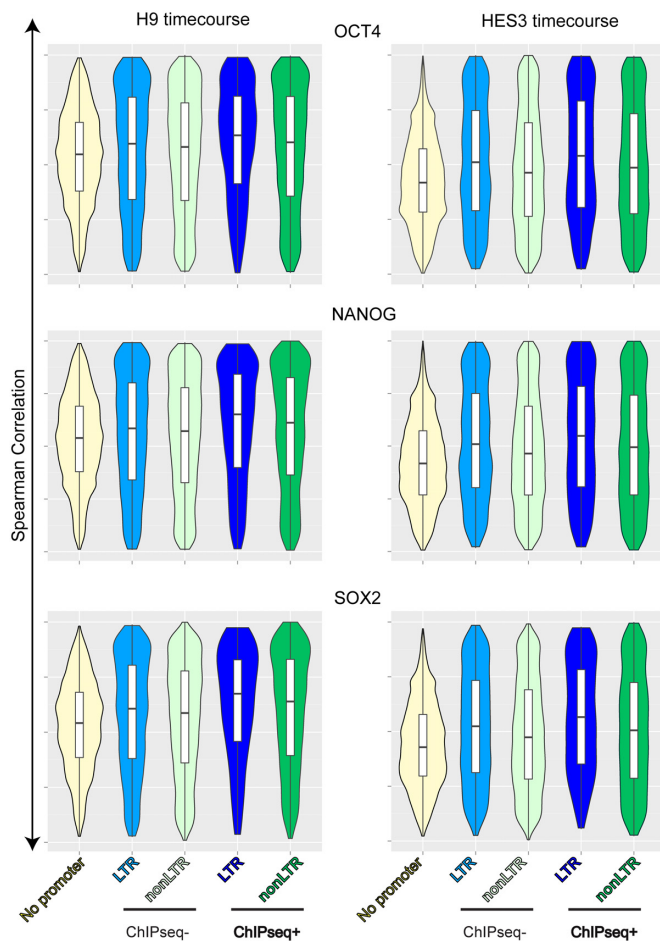 H9 timecourse
HES3 timecourse
OCT4
NANOG
SOX2
Spearman Correlation
No promoter
LTR
nonLTR
LTR
nonLTR
No promoter
LTR
nonLTR
LTR
nonLTR
ChIPseq-
ChIPseq+
ChIPseq-
ChIPseq+